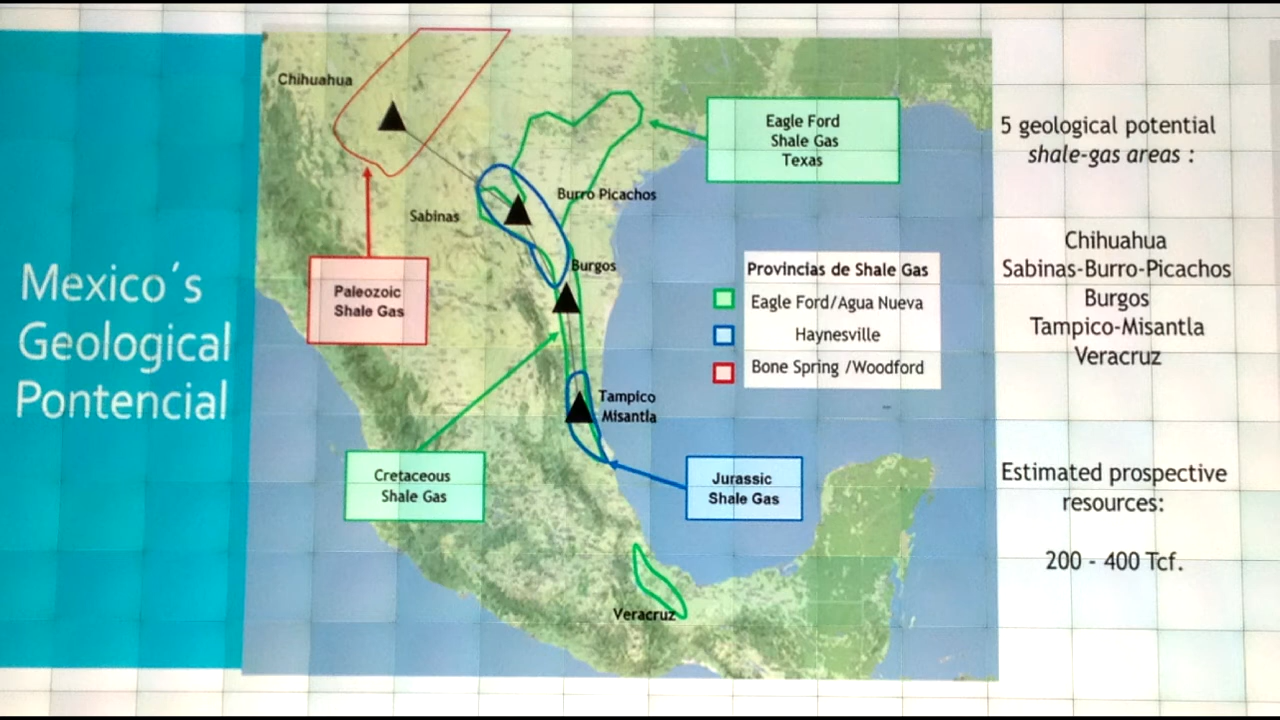 Mexico´s
Geological
Pontencial
Chihuahua
Eagle Ford
Shale Gas
Texas
Burro Picachos
Sabinas
Burgos
Paleozoic
Shale Gas
Provincias de Shale Gas
Eagle Ford/Agua Nueva
Haynesville
Bone Spring /Woodford
Tampico
Misantla
Cretaceous
Shale Gas
Jurassic
Shale Gas
Veracruz
5 geological potential
shale-gas areas :
Chihuahua
Sabinas-Burro-Picachos
Burgos
Tampico-Misantla
Veracruz
Estimated prospective
resources:
200 - 400 Tcf.